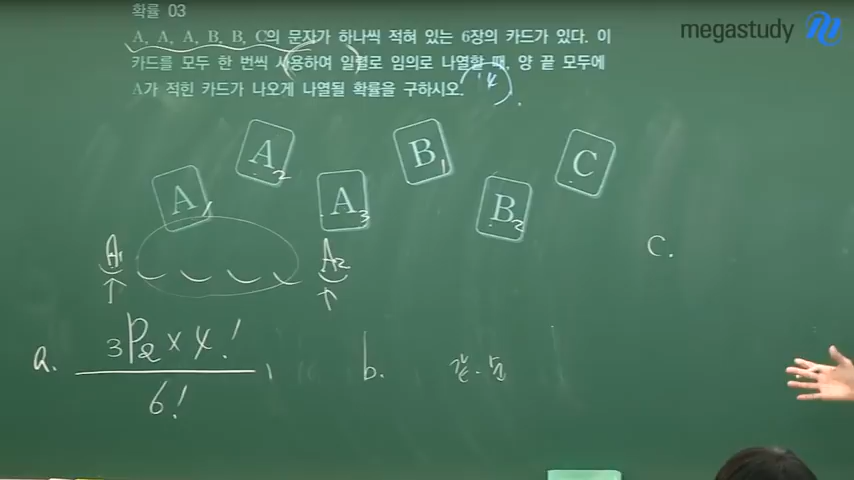 확률 03
A, A, A, B, B, C의 문자가 하나씩 적혀 있는 6장의 카드가 있다. 이
카드를 모두 한 번씩 사용하여 일렬로 임의로 나열할 때, 양 끝 모두에
A가 적힌 카드가 나오게 나열될 확률을 구하시오.
megastudy
A₁ A₂ A₃ B₁ B₂ C
A₁ A₂
a. ₃P₂ × 4!
6!
b.
C.